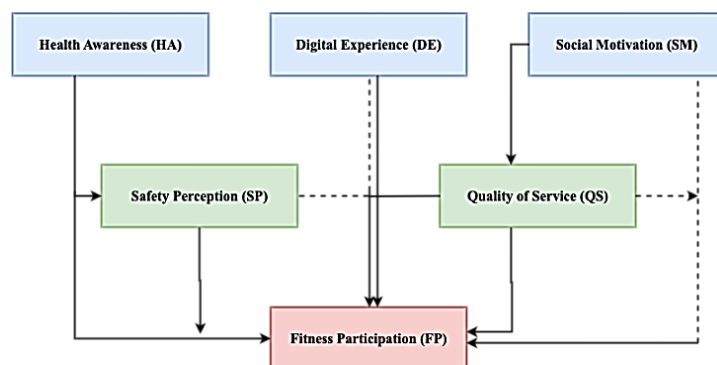 Health Awareness (HA)
Digital Experience (DE)
Social Motivation (SM)
Safety Perception (SP)
Quality of Service (QS)
Fitness Participation (FP)